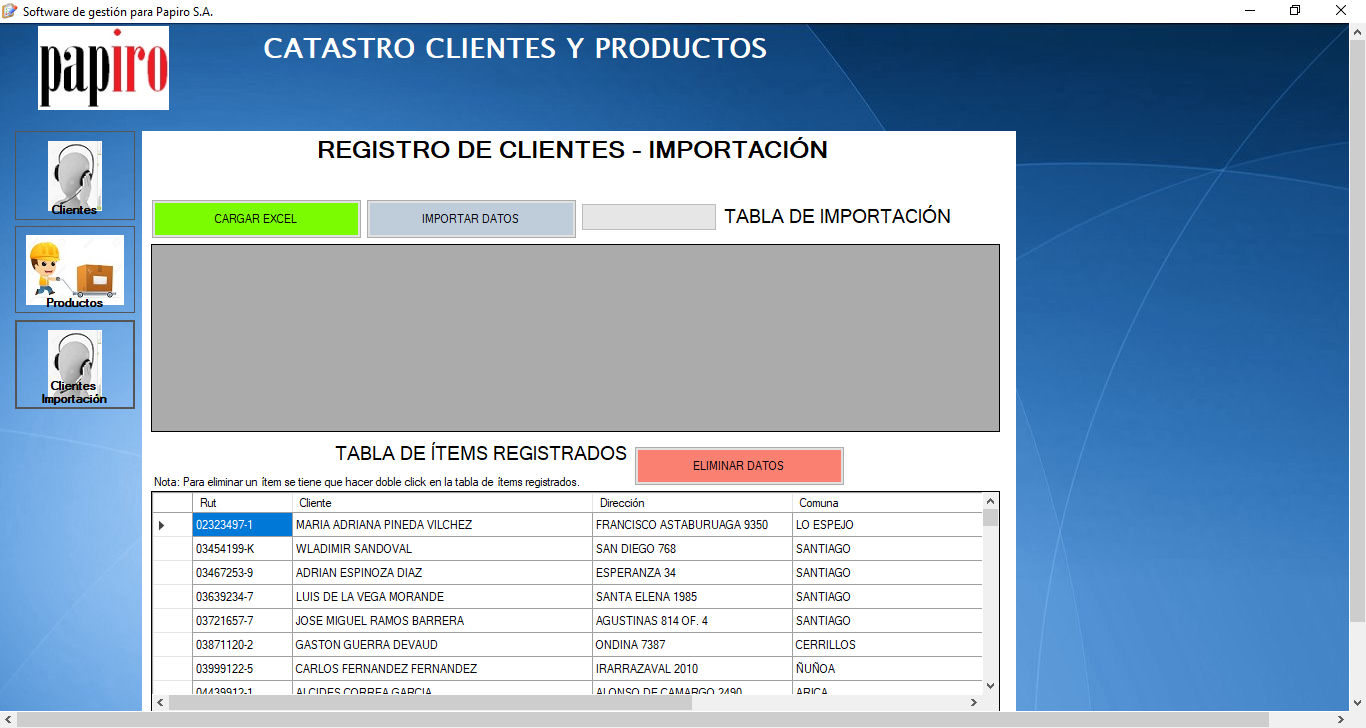 Software de gestión para Papiro S.A.
papiro
CATASTRO CLIENTES Y PRODUCTOS
Clientes
Productos
Clientes
Importación
REGISTRO DE CLIENTES - IMPORTACIÓN
CARGAR EXCEL IMPORTAR DATOS TABLA DE IMPORTACIÓN
TABLA DE ÍTEMS REGISTRADOS ELIMINAR DATOS
Nota: Para eliminar un ítem se tiene que hacer doble click en la tabla de ítems registrados.
Rut Cliente Dirección Comuna
02323497-1 MARIA ADRIANA PINEDA VILCHEZ FRANCISCO ASTABURUAGA 9350 LO ESPEJO
03454199-K WLADIMIR SANDOVAL SAN DIEGO 768 SANTIAGO
03467253-9 ADRIAN ESPINOZA DIAZ ESPERANZA 34 SANTIAGO
03639234-7 LUIS DE LA VEGA MORANDE SANTA ELENA 1985 SANTIAGO
03721657-7 JOSE MIGUEL RAMOS BARRERA AGUSTINAS 814 OF. 4 SANTIAGO
03871120-2 GASTON GUERRA DEVAUD ONDINA 7387 CERRILLOS
03999122-5 CARLOS FERNANDEZ FERNANDEZ IRARRAZAVAL 2010 ÑUÑOA
04439912-1 ALCIDES CORREA GARCIA ALONSO DE CAMARGO 2490 ARICA